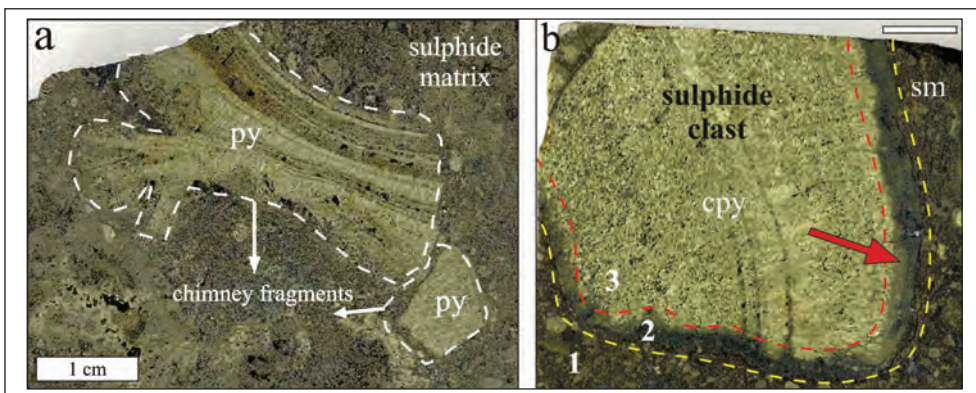 a
sulphide
matrix
py
chimney fragments
py
1 cm
b
sulphide
clast
sm
cpy
3
2
1